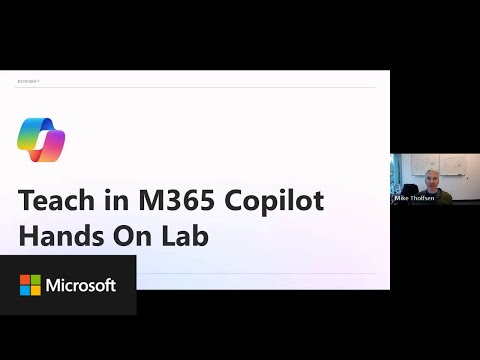 Teach in M365 Copilot
Hands On Lab
Mike Tholfsen
Microsoft